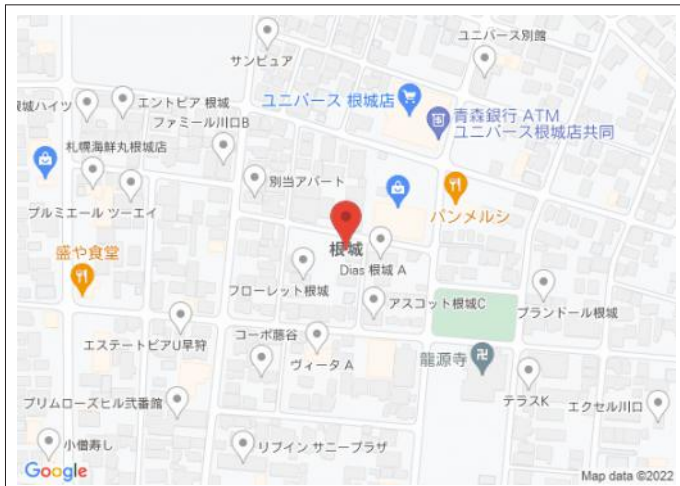 ユニバース別館
サンピュア
ユニバース 根城店
城ハイツ
エントピア 根城
ファミール川口B
青森銀行 ATM
ユニバース根城店共同
札幌海鮮丸根城店
別当アパート
プルミエール ツーエイ
パンメルシ
根城
盛や食堂
Dias 根城 A
フローレット根城
アスコット根城C
ブランドール根城
エステートピアU早狩
コーポ藤谷
ヴィータ A
龍源寺
テラスK
エクセル川口
プリムローズヒル弐番館
小僧寿し
リブイン サニープラザ
Google
Map data ©2022